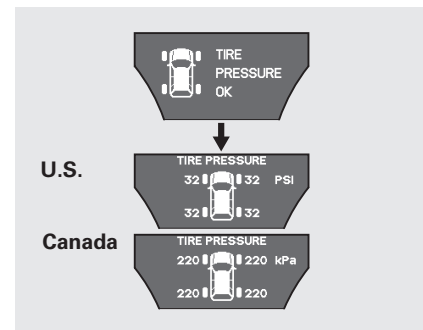 TIRE
PRESSURE
OK
U.S.
TIRE PRESSURE
32 32 PSI
32 32
Canada
TIRE PRESSURE
220 220 kPa
220 220